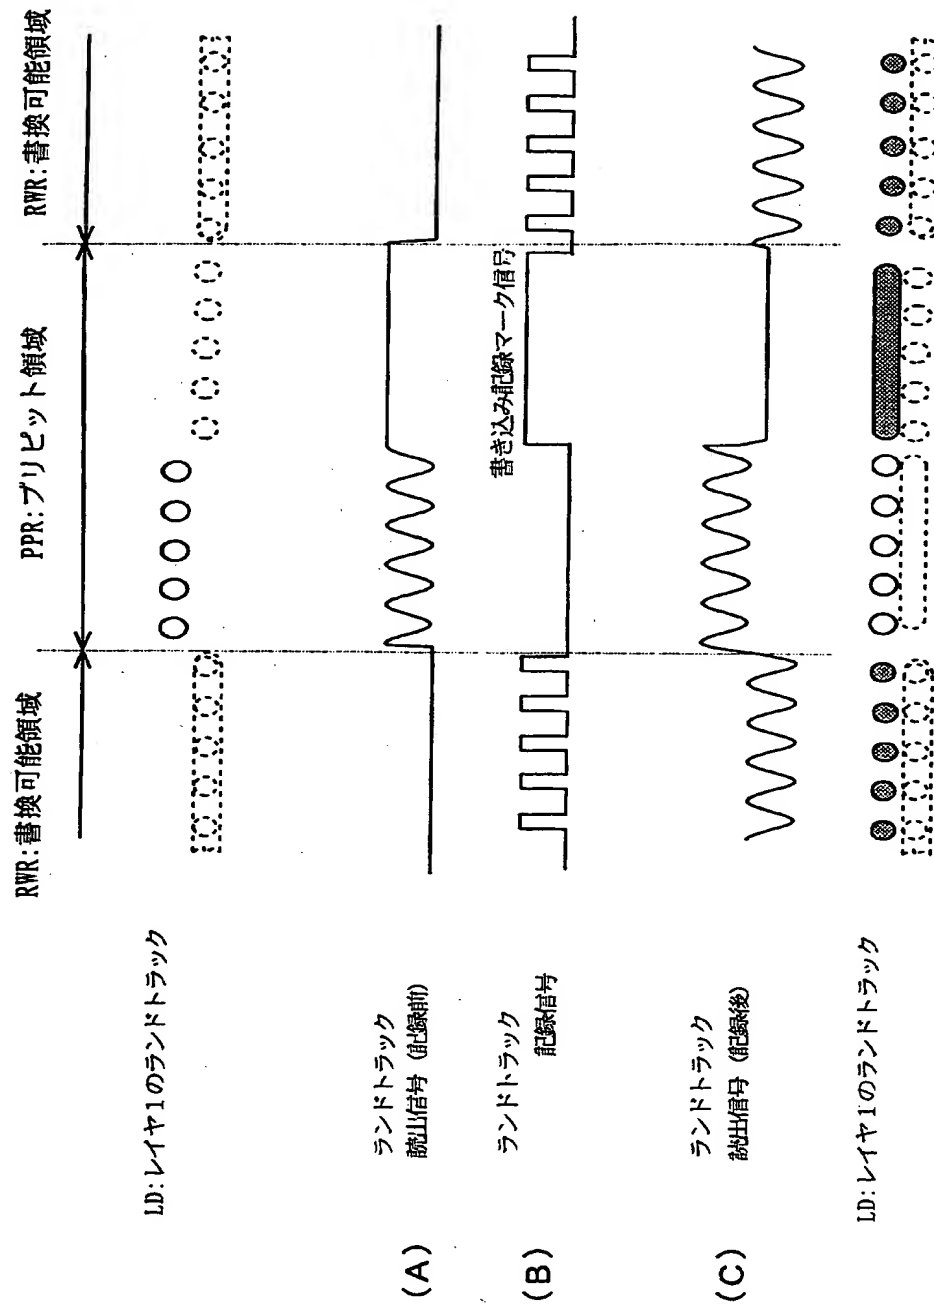 RWR:書換可能領域
PPR:プリピット領域
RWR:書換可能領域
LD:レイヤ1のランドトラック
(A)
ランドトラック
読出信号(記録前)
(B)
ランドトラック
記録信号
書き込み記録マーク信号
(C)
ランドトラック
読出信号(記録後)
LD:レイヤ1のランドトラック